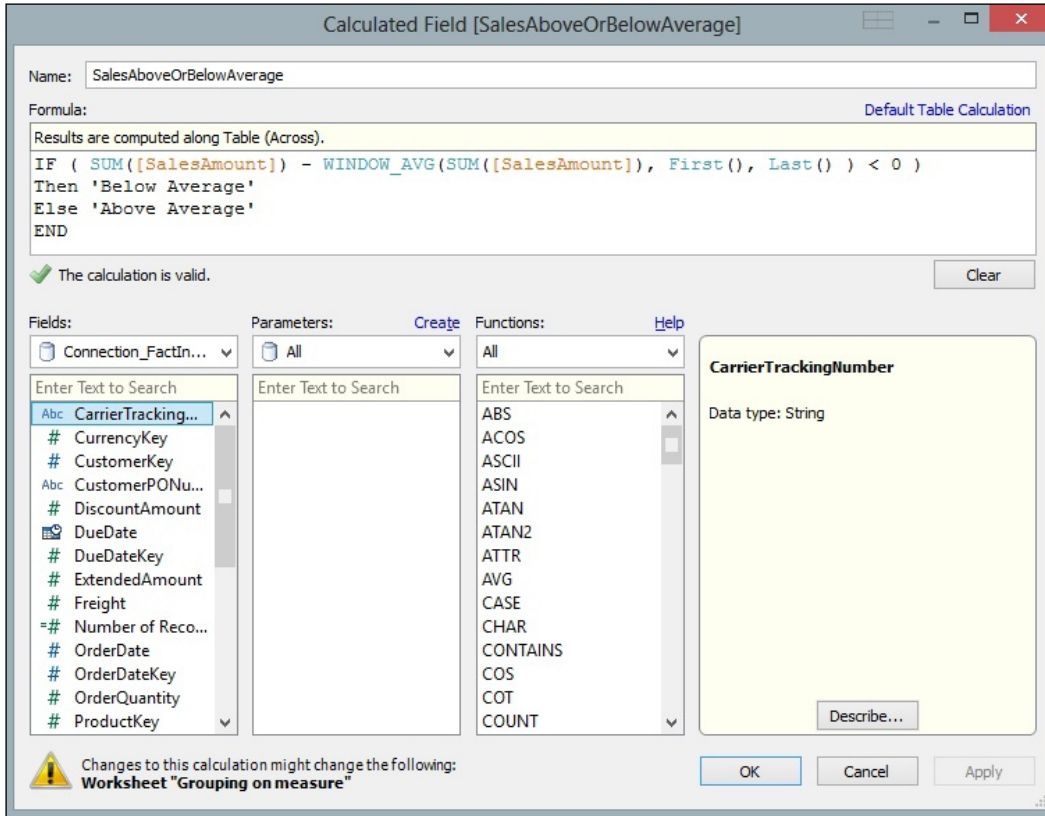 Calculated Field [SalesAboveOrBelowAverage]
Name: SalesAboveOrBelowAverage
Formula: Default Table Calculation
Results are computed along Table (Across).
IF ( SUM([SalesAmount]) - WINDOW_AVG(SUM([SalesAmount]), First(), Last() ) < 0 )
Then 'Below Average'
Else 'Above Average'
END
The calculation is valid. Clear
Fields: Parameters: Create Functions: Help
Connection_FactIn... All All
Enter Text to Search Enter Text to Search Enter Text to Search
Abc CarrierTracking...
# CurrencyKey
# CustomerKey
Abc CustomerPONu...
# DiscountAmount
DueDate
# DueDateKey
# ExtendedAmount
# Freight
=# Number of Reco...
# OrderDate
# OrderDateKey
# OrderQuantity
# ProductKey
ABS
ACOS
ASCII
ASIN
ATAN
ATAN2
ATTR
AVG
CASE
CHAR
CONTAINS
COS
COT
COUNT
CarrierTrackingNumber
Data type: String
Describe...
Changes to this calculation might change the following:
Worksheet "Grouping on measure"
OK Cancel Apply